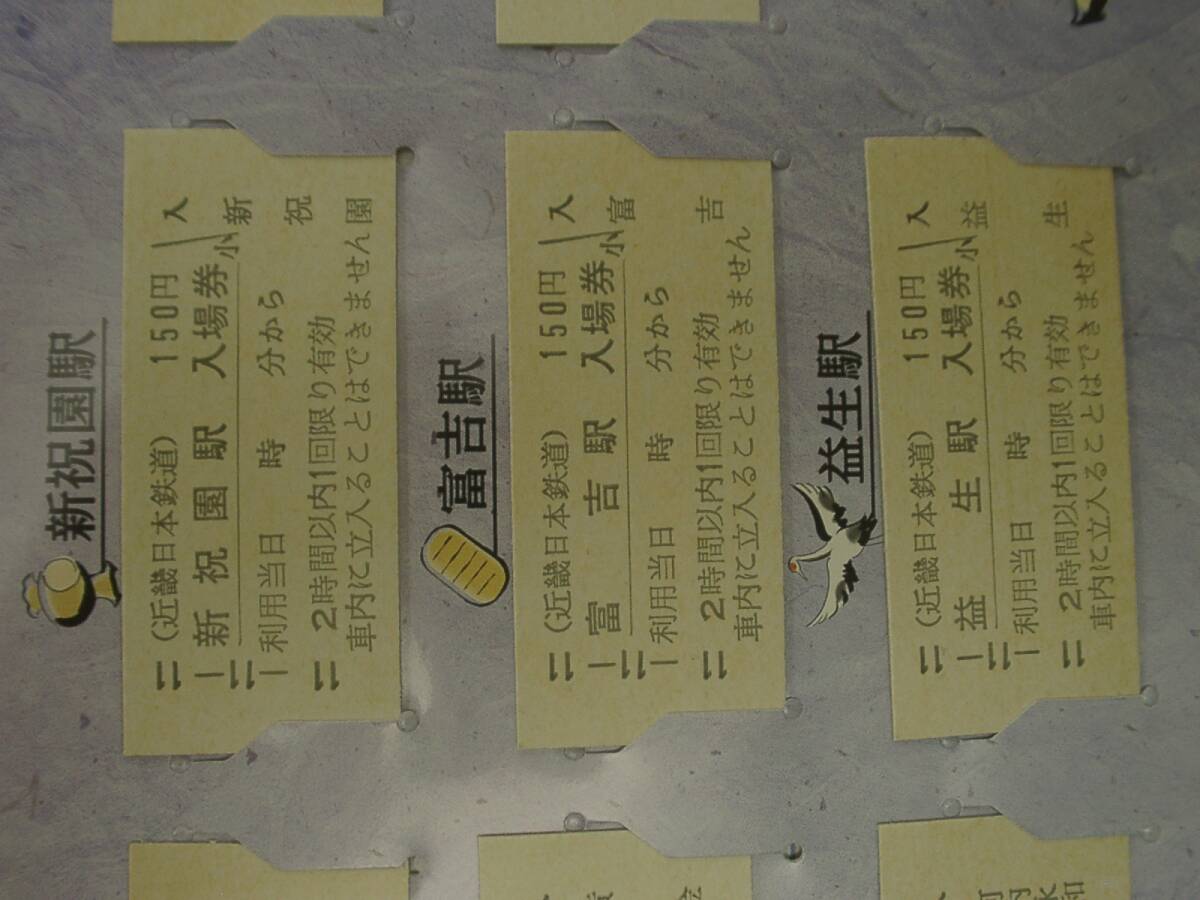 新祝園駅
(近畿日本鉄道) 150円
新祝園駅 入場券
利用当日 時 分から
2時間以内1回限り有効
車内に立入ることはできません
入
小 新
祝
園
富吉駅
(近畿日本鉄道) 150円
富吉駅 入場券
利用当日 時 分から
2時間以内1回限り有効
車内に立入ることはできません
入
小 富
吉
益生駅
(近畿日本鉄道) 150円
益生駅 入場券
利用当日 時 分から
2時間以内1回限り有効
車内に立入ることはできません
入
小 益
生